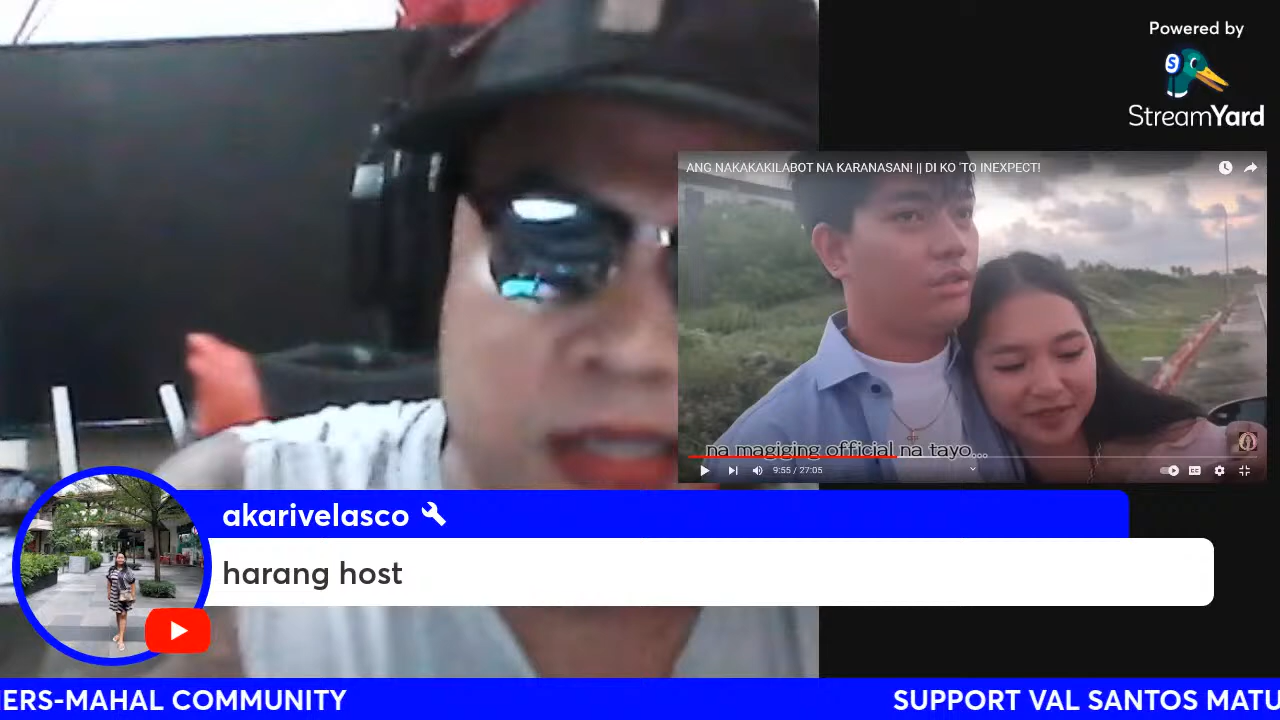 Powered by
StreamYard
ANG NAKAKAKILABOT NA KARANASAN! || DI KO 'TO INEXPECT!
na magiging official na tayo...
9:55 / 27:05
akarivelasco
harang host
IERS-MAHAL COMMUNITY
SUPPORT VAL SANTOS MATU